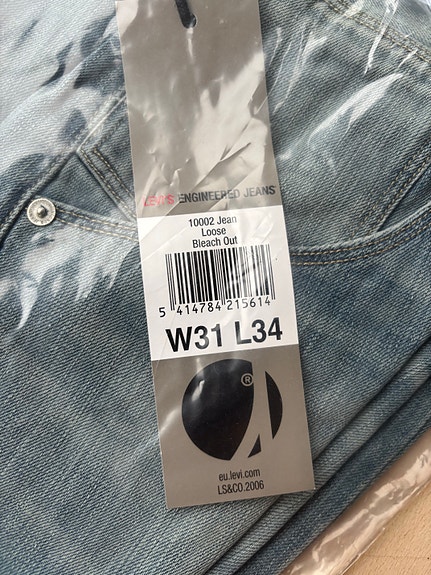 LEVI'S ENGINEERED JEANS
10002 Jean
Loose
Bleach Out
5 414784 215614
W31 L34
®
eu.levi.com
LS&CO.2006